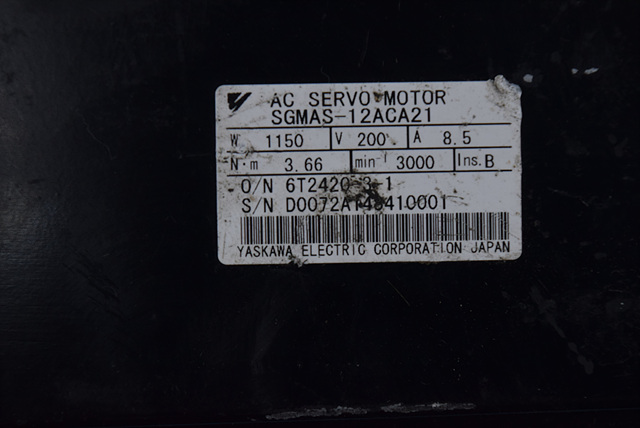 AC SERVO MOTOR
SGMAS-12ACA21
W 1150 V 200 A 8.5
N·m 3.66 min⁻¹ 3000 Ins. B
O/N
S/N
YASKAWA ELECTRIC CORPORATION JAPAN